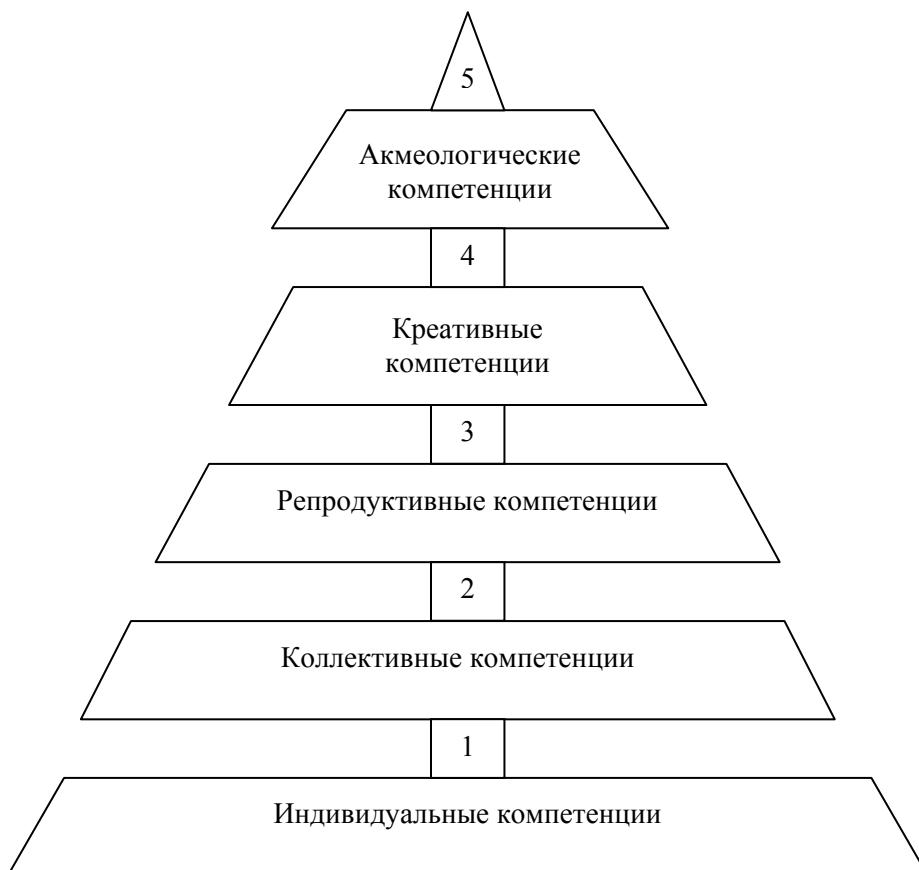 5
Акмеологические
компетенции
4
Креативные
компетенции
3
Репродуктивные компетенции
2
Коллективные компетенции
1
Индивидуальные компетенции